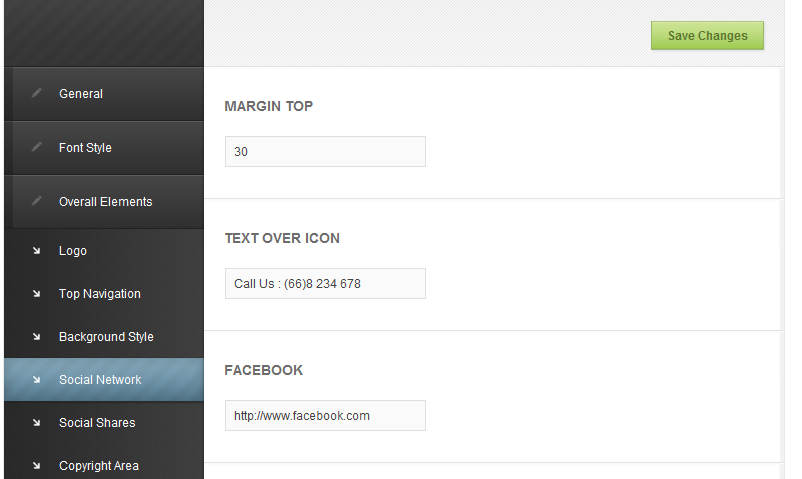 Save Changes
General
Font Style
Overall Elements
Logo
Top Navigation
Background Style
Social Network
Social Shares
Copyright Area
MARGIN TOP
30
TEXT OVER ICON
Call Us : (66)8 234 678
FACEBOOK
http://www.facebook.com